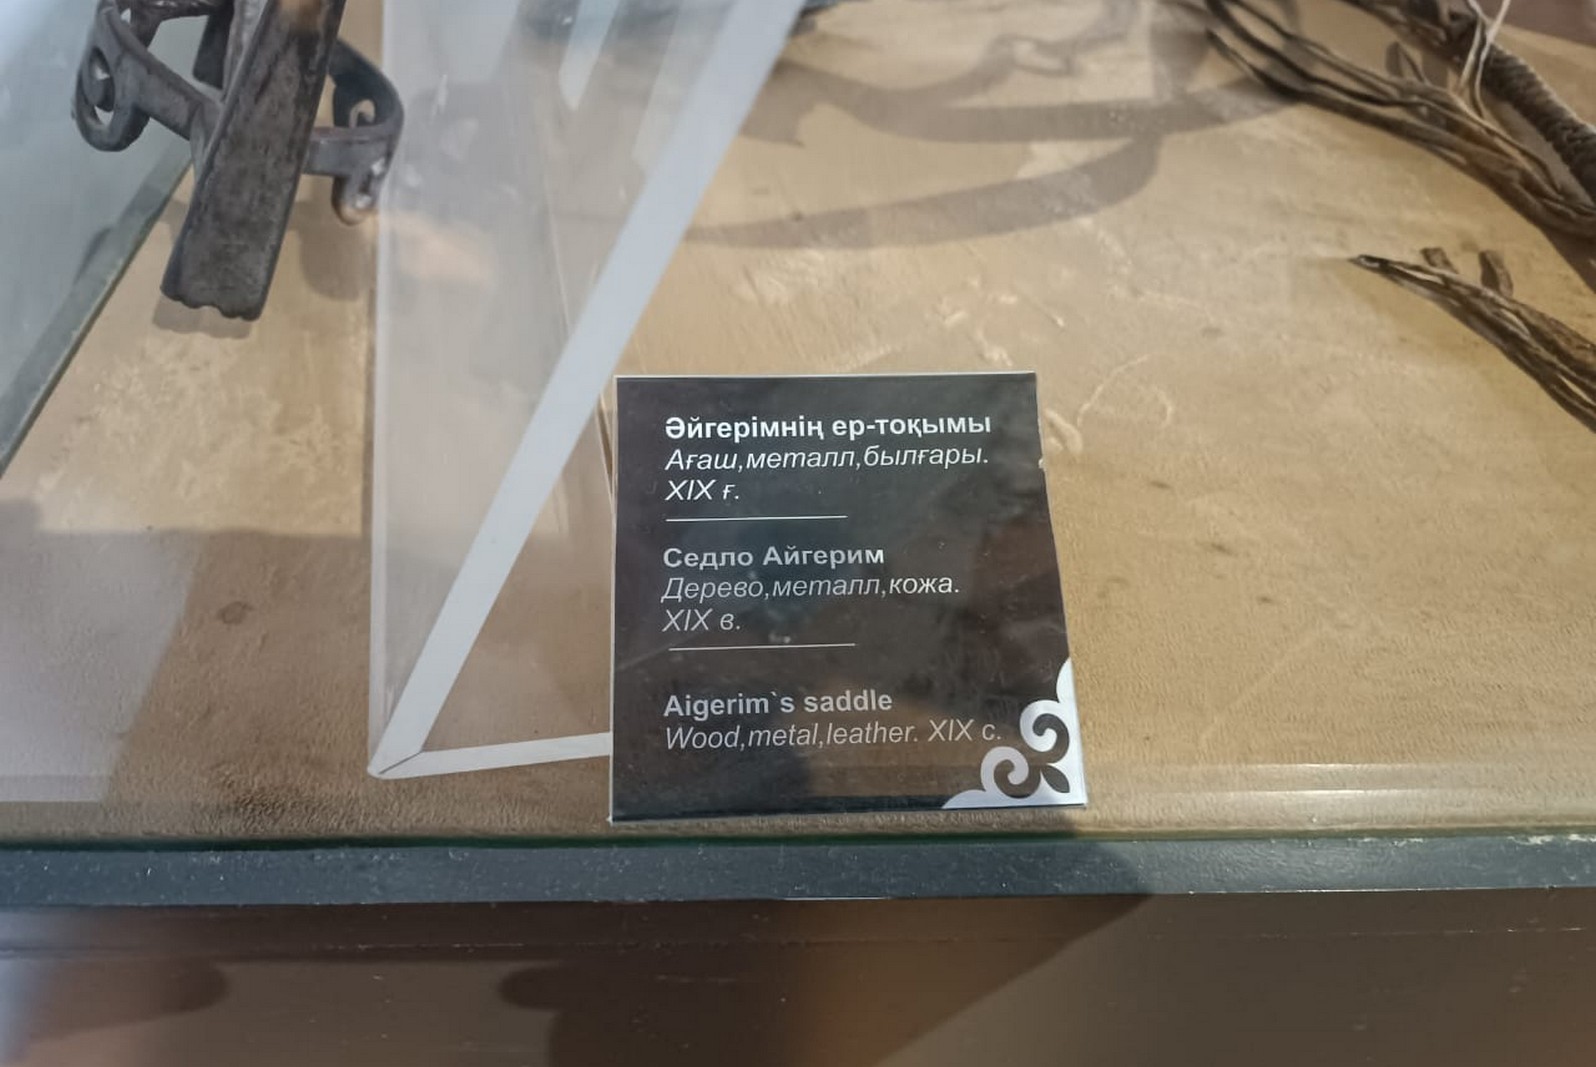 Әйгерімнің ер-тоқымы
Ағаш,металл,былғары.
XIX ғ.
Седло Айгерим
Дерево,металл,кожа.
XIX в.
Aigerim`s saddle
Wood,metal,leather. XIX c.